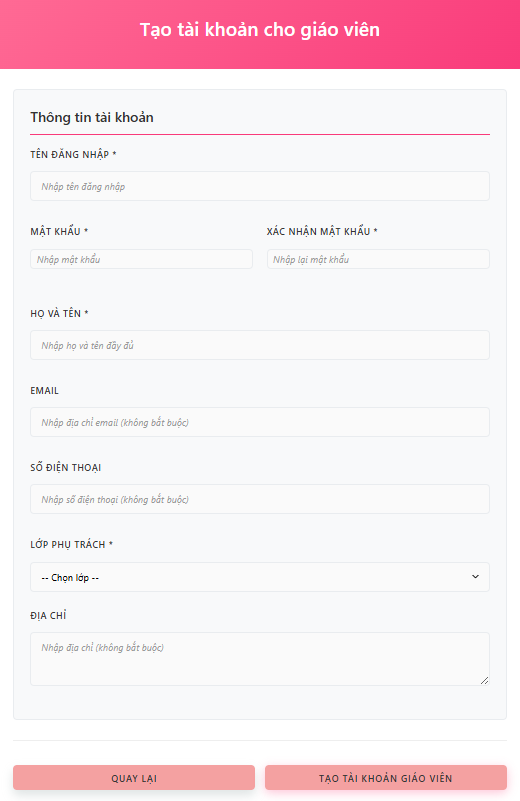 Tạo tài khoản cho giáo viên
Thông tin tài khoản
TÊN ĐĂNG NHẬP *
Nhập tên đăng nhập
MẬT KHẨU * XÁC NHẬN MẬT KHẨU *
Nhập mật khẩu Nhập lại mật khẩu
HỌ VÀ TÊN *
Nhập họ và tên đầy đủ
EMAIL
Nhập địa chỉ email (không bắt buộc)
SỐ ĐIỆN THOẠI
Nhập số điện thoại (không bắt buộc)
LỚP PHỤ TRÁCH *
-- Chọn lớp --
ĐỊA CHỈ
Nhập địa chỉ (không bắt buộc)
QUAY LẠI TẠO TÀI KHOẢN GIÁO VIÊN